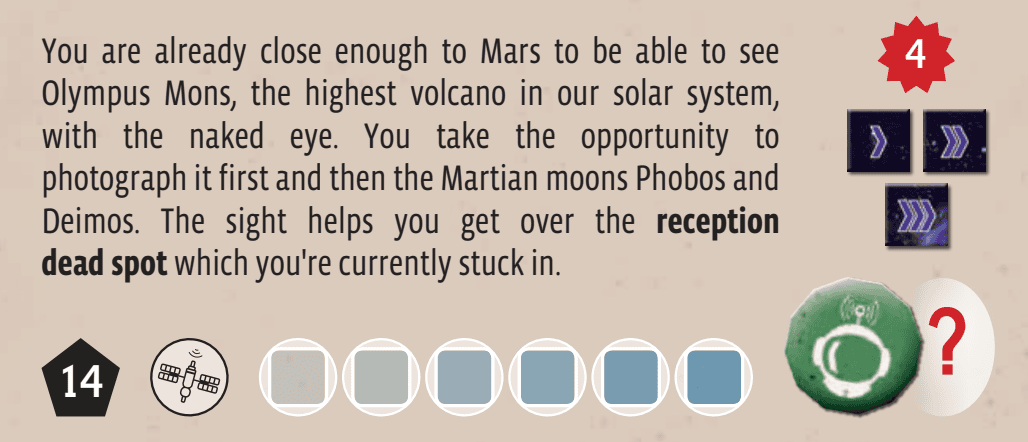 You are already close enough to Mars to be able to see
Olympus Mons, the highest volcano in our solar system,
with the naked eye. You take the opportunity to
photograph it first and then the Martian moons Phobos and
Deimos. The sight helps you get over the reception
dead spot which you're currently stuck in.
4
14
?